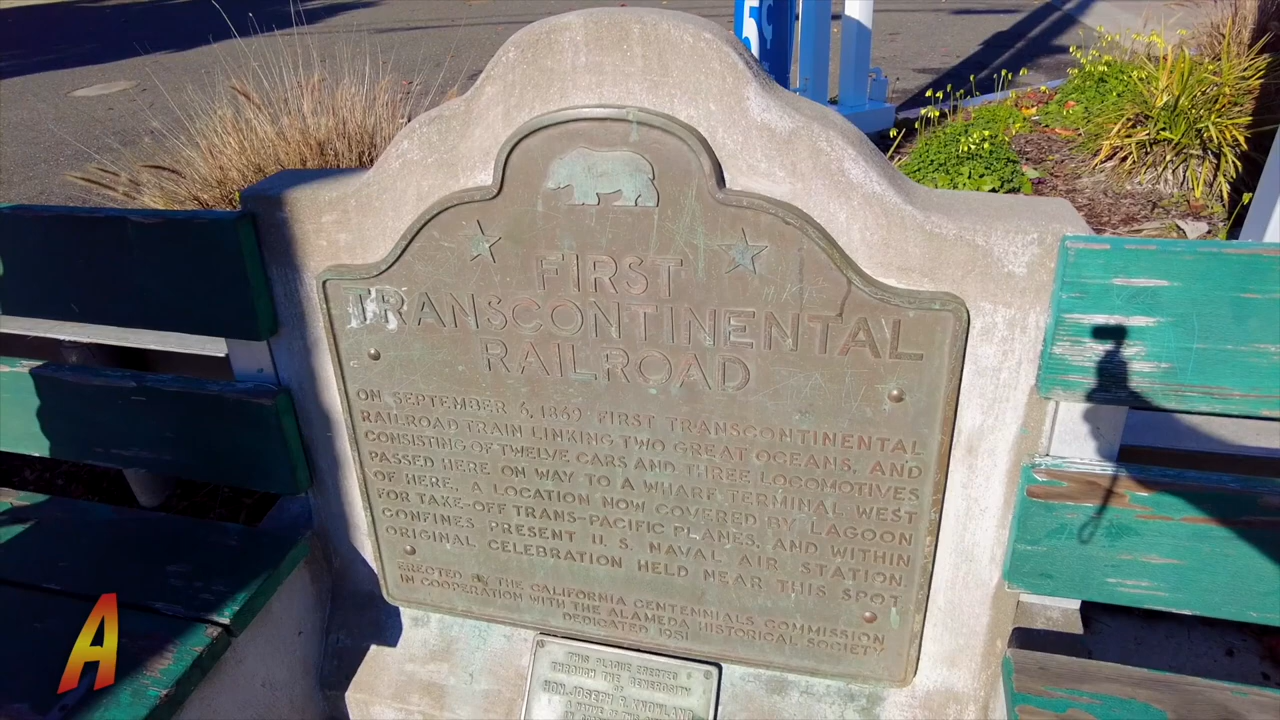 5¢
FIRST
TRANSCONTINENTAL
RAILROAD
ON SEPTEMBER 6, 1869 FIRST TRANSCONTINENTAL
RAILROAD TRAIN LINKING TWO GREAT OCEANS, AND
CONSISTING OF TWELVE CARS AND THREE LOCOMOTIVES
PASSED HERE ON WAY TO A WHARF TERMINAL WEST
OF HERE, A LOCATION NOW COVERED BY LAGOON
FOR TAKE-OFF TRANS-PACIFIC PLANES, AND WITHIN
CONFINES PRESENT U. S. NAVAL AIR STATION.
ORIGINAL CELEBRATION HELD NEAR THIS SPOT
ERECTED BY THE CALIFORNIA CENTENNIALS COMMISSION
IN COOPERATION WITH THE ALAMEDA HISTORICAL SOCIETY
DEDICATED 1951
THIS PLAQUE ERECTED
THROUGH THE GENEROSITY
OF
HON. JOSEPH R. KNOWLAND
A NATIVE OF THIS
A